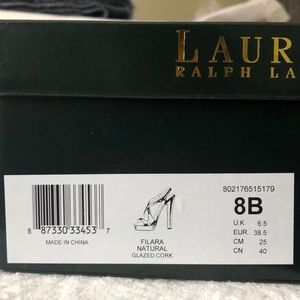 LAUR
RALPH LA
802176515179
8B
U.K 6.5
EUR. 38.5
CM 25
CN 40
8 87330 33453 7
MADE IN CHINA
FILARA
NATURAL
GLAZED CORK